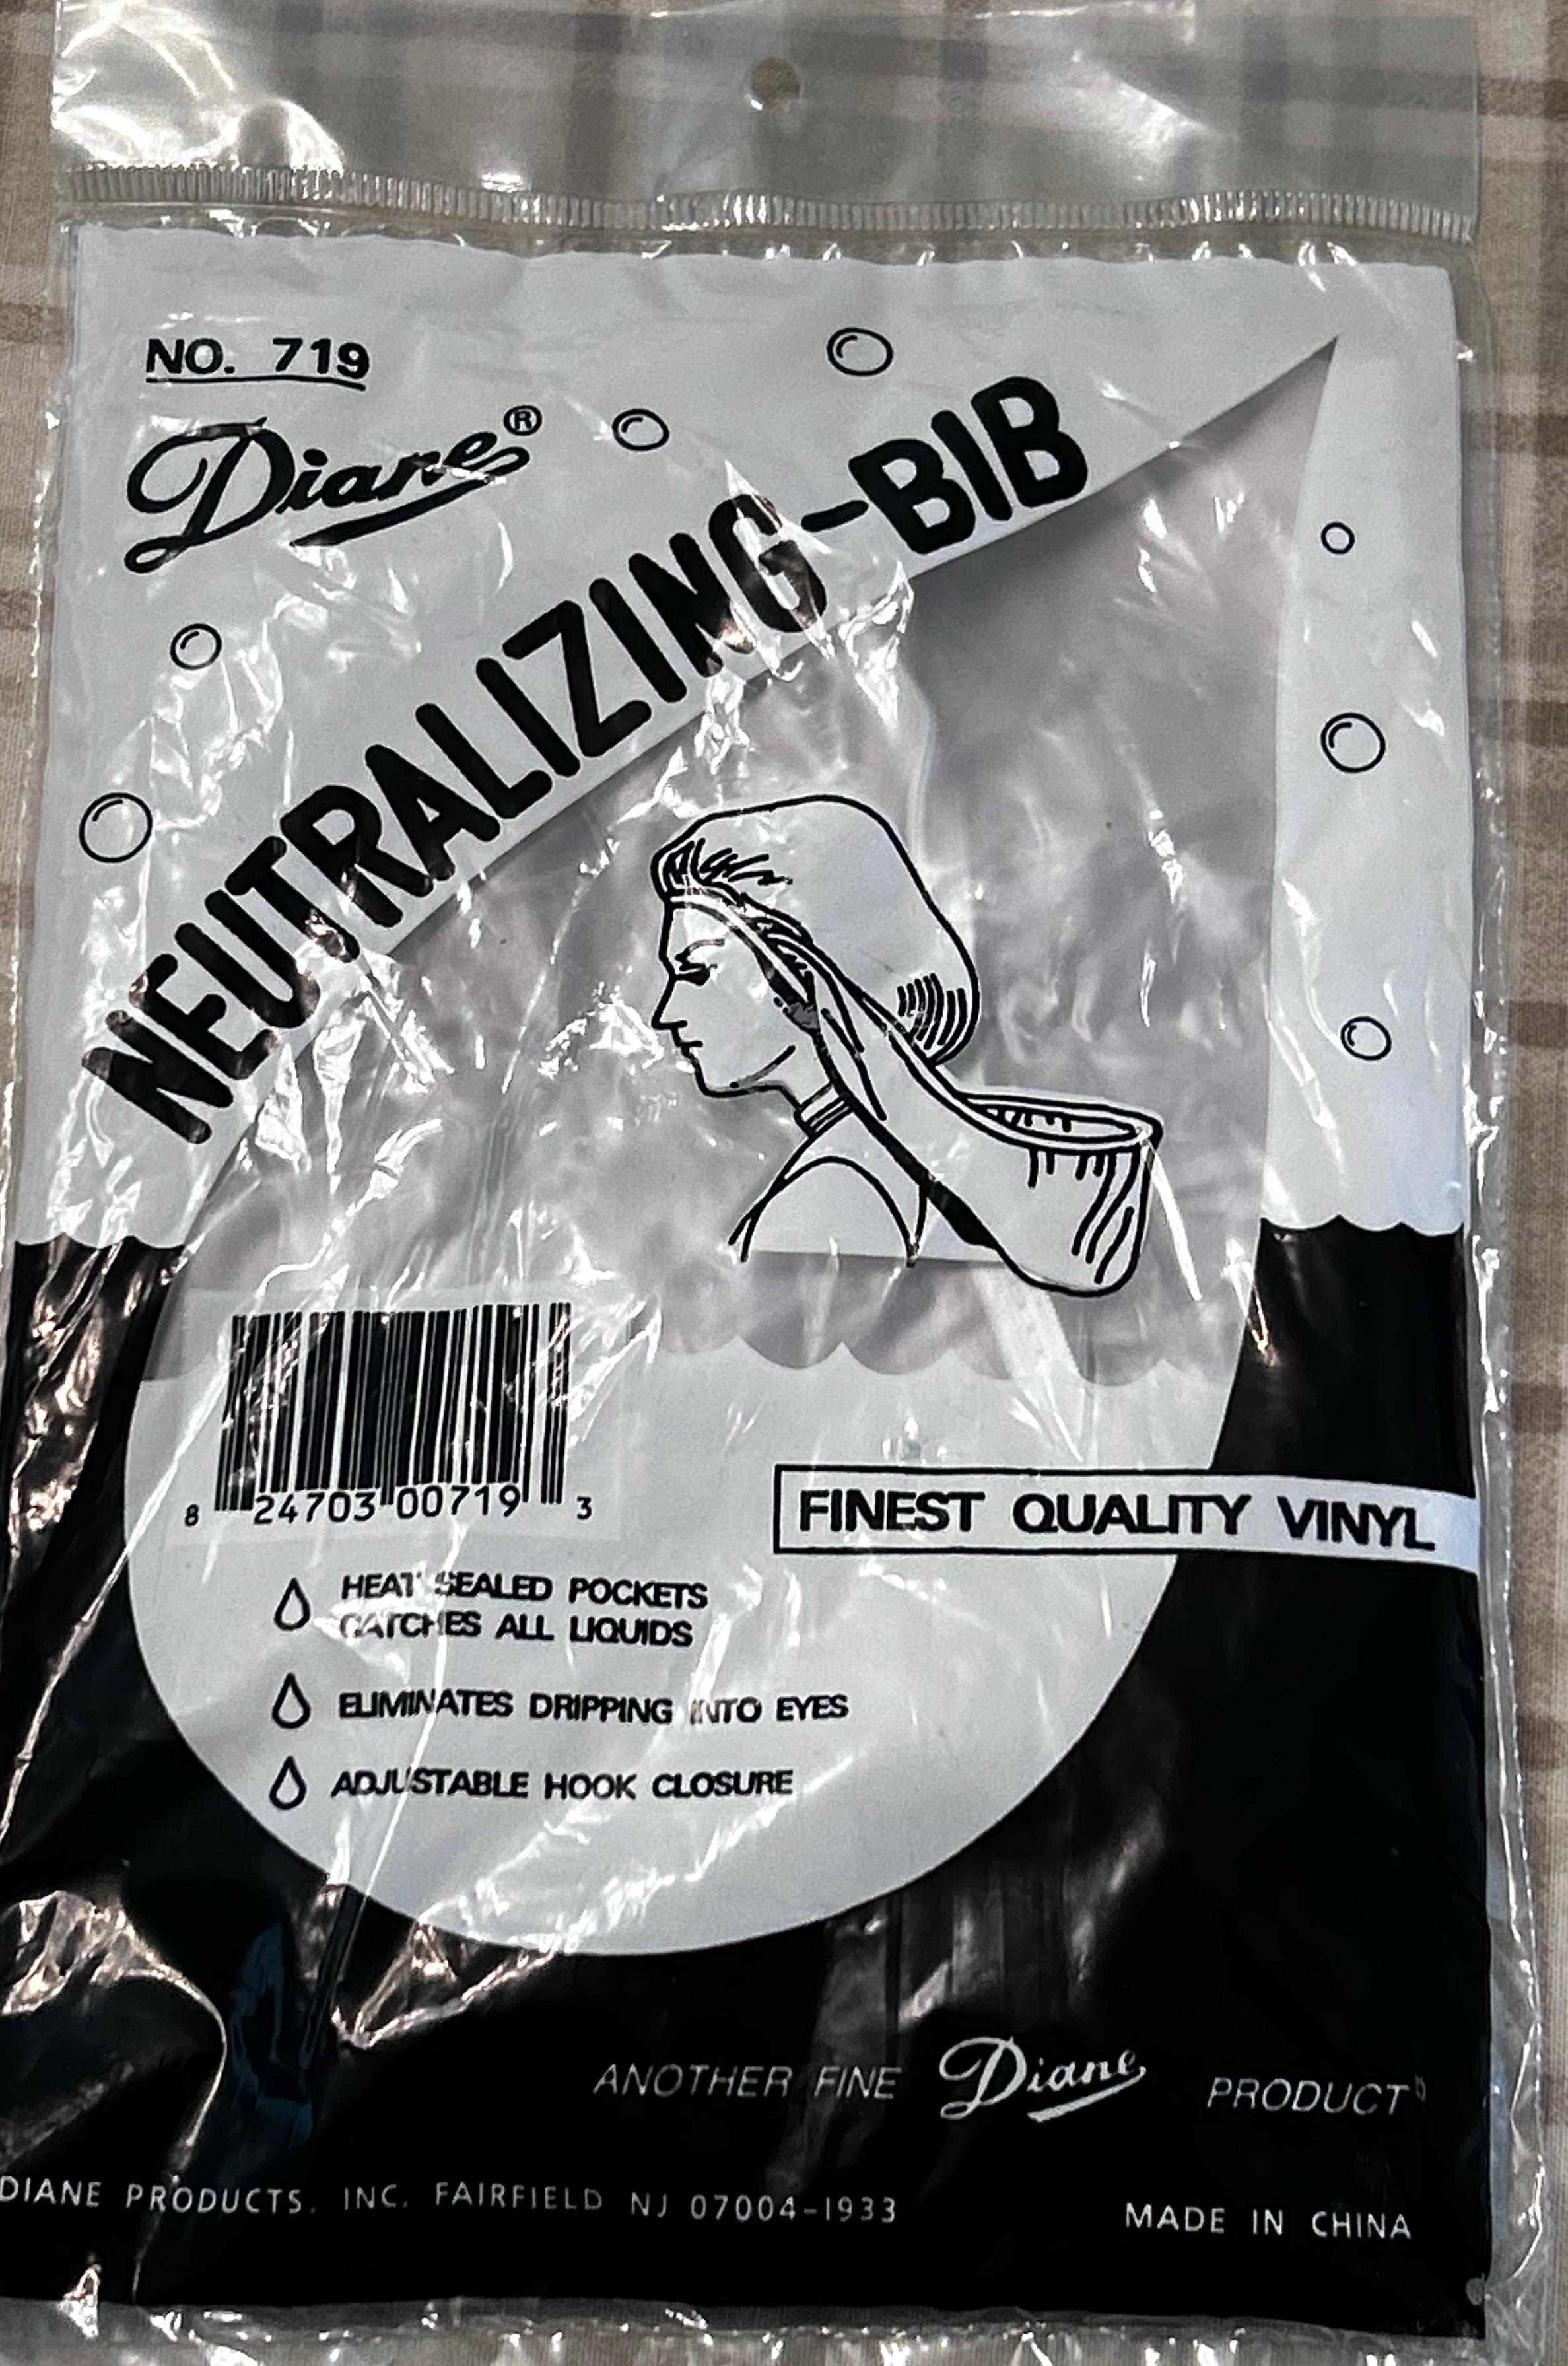 NO. 719
Diane®
NEUTRALIZING-BIB
8 24703 00719 3
FINEST QUALITY VINYL
HEAT SEALED POCKETS
CATCHES ALL LIQUIDS
ELIMINATES DRIPPING INTO EYES
ADJUSTABLE HOOK CLOSURE
ANOTHER FINE Diane PRODUCT
DIANE PRODUCTS, INC. FAIRFIELD NJ 07004-1933
MADE IN CHINA